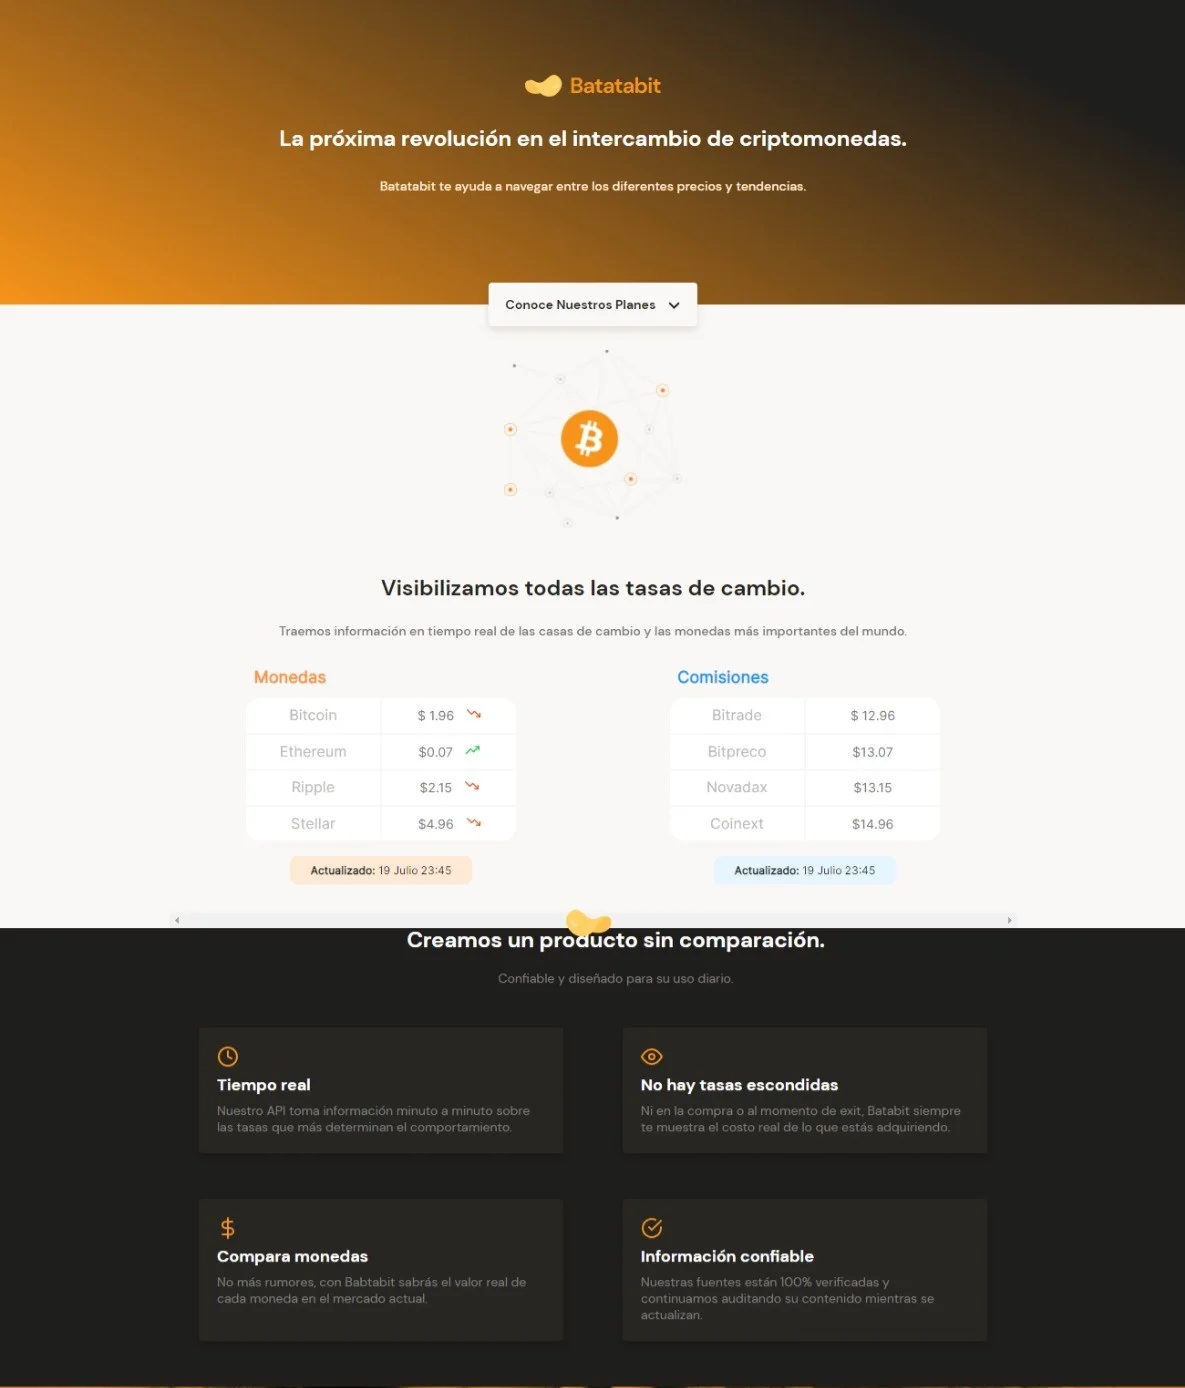 Batatabit
La próxima revolución en el intercambio de criptomonedas.
Batatabit te ayuda a navegar entre los diferentes precios y tendencias.
Conoce Nuestros Planes
Visibilizamos todas las tasas de cambio.
Traemos información en tiempo real de las casas de cambio y las monedas más importantes del mundo.
Monedas
Bitcoin $ 1.96
Ethereum $0.07
Ripple $2.15
Stellar $4.96
Actualizado: 19 Julio 23:45
Comisiones
Bitrade $ 12.96
Bitpreco $13.07
Novadax $13.15
Coinext $14.96
Actualizado: 19 Julio 23:45
Creamos un producto sin comparación.
Confiable y diseñado para su uso diario.
Tiempo real
Nuestro API toma información minuto a minuto sobre
las tasas que más determinan el comportamiento.
No hay tasas escondidas
Ni en la compra o al momento de exit, Batabit siempre
te muestra el costo real de lo que estás adquiriendo.
Compara monedas
No más rumores, con Babtabit sabrás el valor real de
cada moneda en el mercado actual.
Información confiable
Nuestras fuentes están 100% verificadas y
continuamos auditando su contenido mientras se
actualizan.